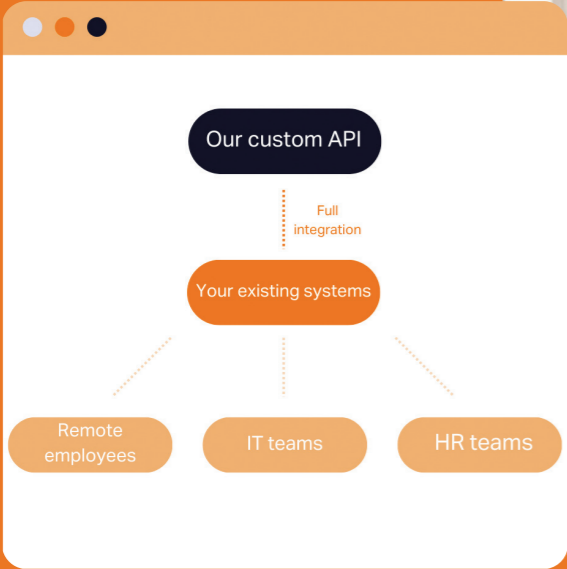 Our custom API
Full
integration
Your existing systems
Remote
employees
IT teams
HR teams